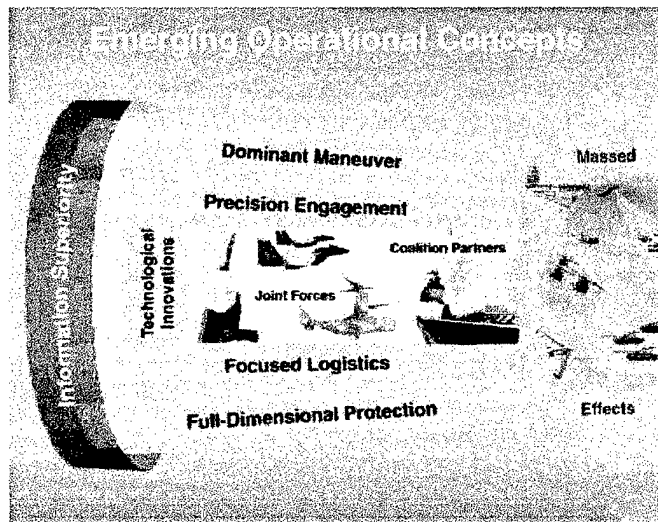 Emerging Operational Concepts
Information Superiority
Technological
Innovations
Dominant Maneuver
Precision Engagement
Coalition Partners
Joint Forces
Focused Logistics
Full-Dimensional Protection
Massed
Effects